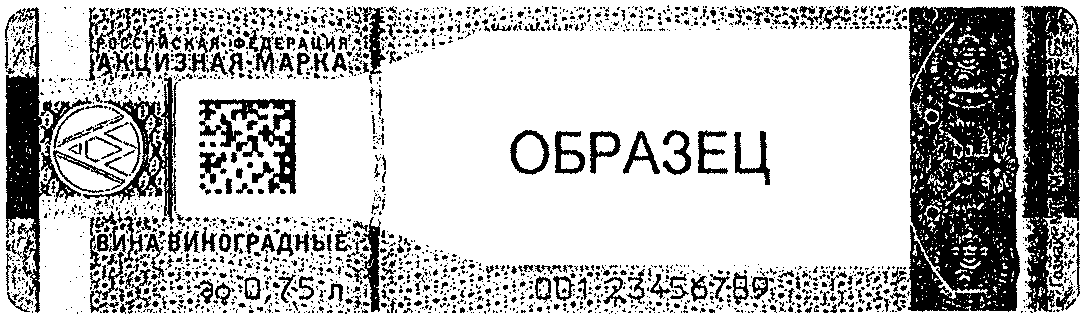 РОССИЙСКАЯ ФЕДЕРАЦИЯ
АКЦИЗНАЯ МАРКА
ОБРАЗЕЦ
ВИНА ВИНОГРАДНЫЕ
до 0,75 л
001 23456789